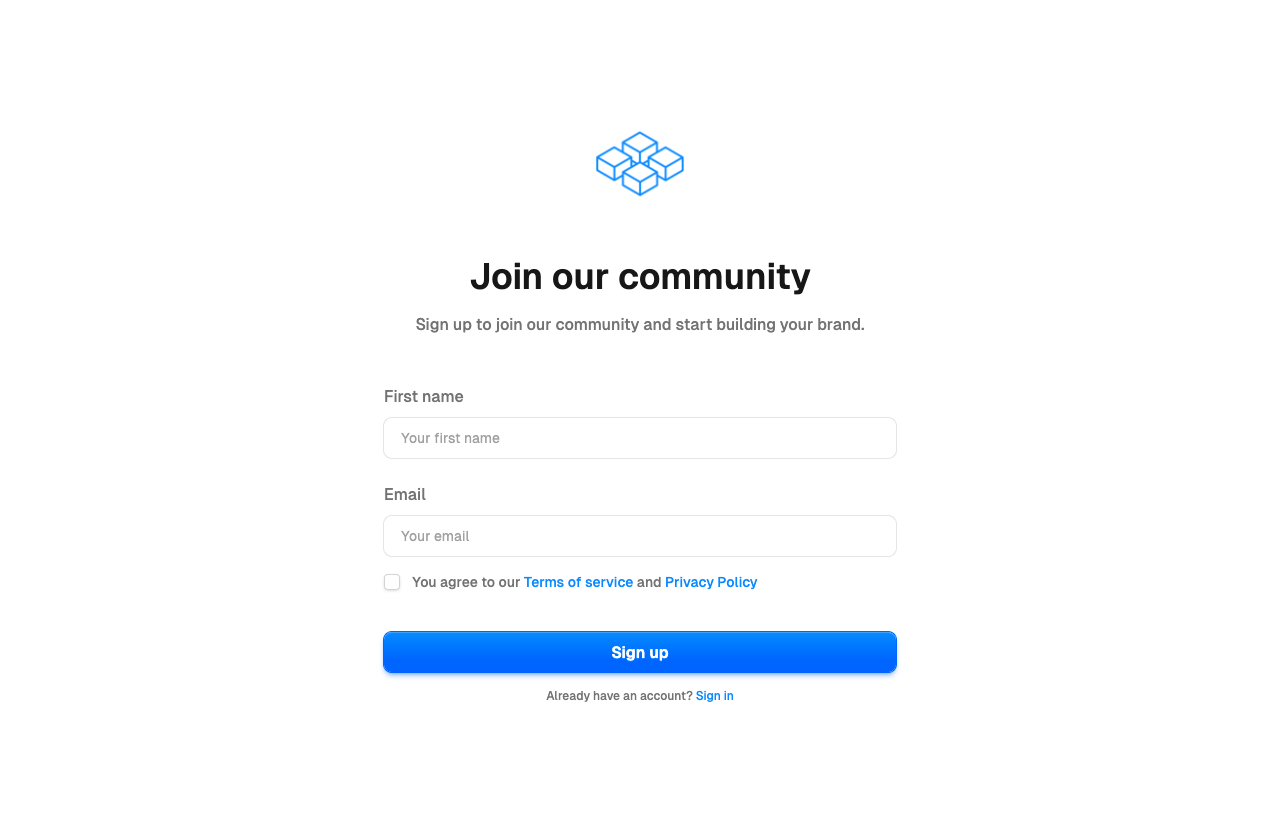 Join our community
Sign up to join our community and start building your brand.
First name
Your first name
Email
Your email
You agree to our Terms of service and Privacy Policy
Sign up
Already have an account? Sign in